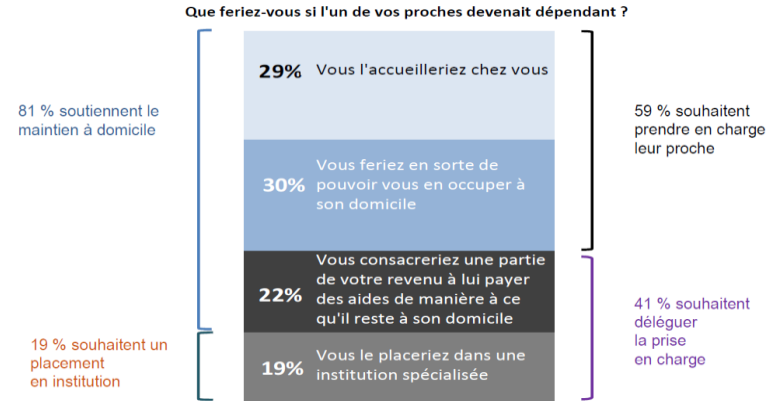 Que feriez-vous si l'un de vos proches devenait dépendant ?
81 % soutiennent le
maintien à domicile
19 % souhaitent un
placement
en institution
29% Vous l'accueilleriez chez vous
30% Vous feriez en sorte de
pouvoir vous en occuper à
son domicile
22% Vous consacreriez une partie
de votre revenu à lui payer
des aides de manière à ce
qu'il reste à son domicile
19% Vous le placeriez dans une
institution spécialisée
59 % souhaitent
prendre en charge
leur proche
41 % souhaitent
déléguer
la prise
en charge